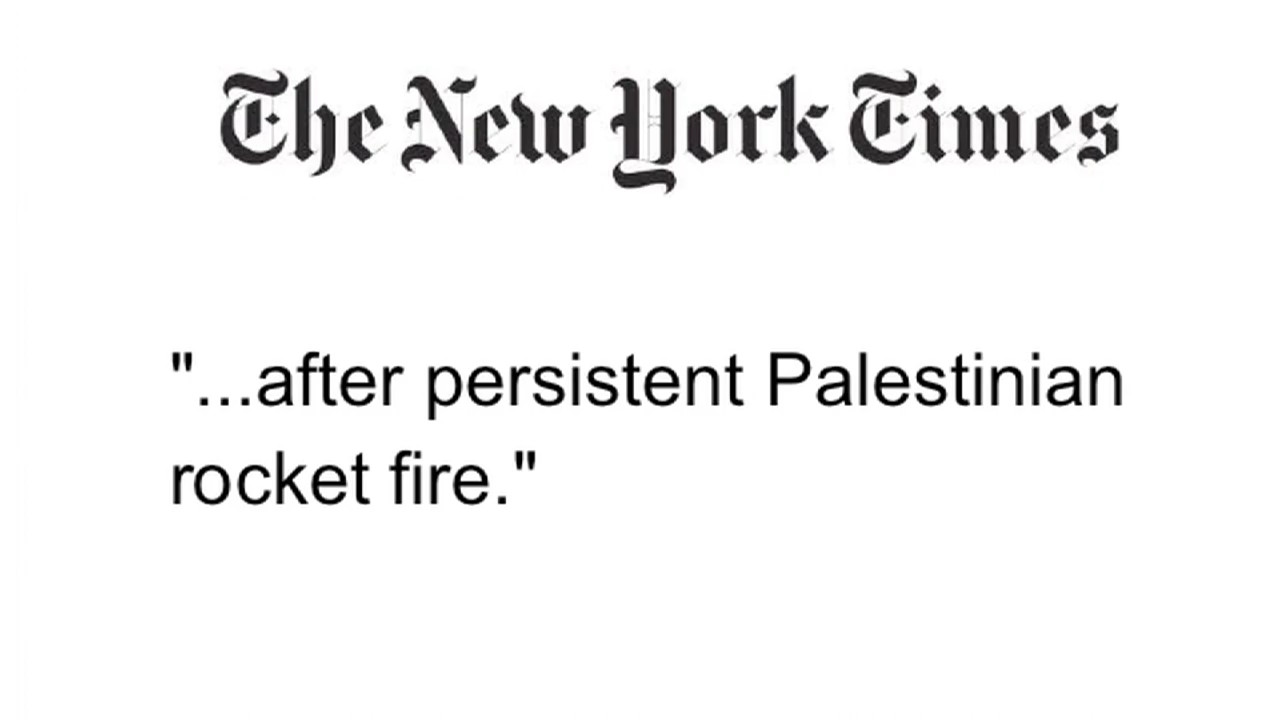 The New York Times
"...after persistent Palestinian
rocket fire."